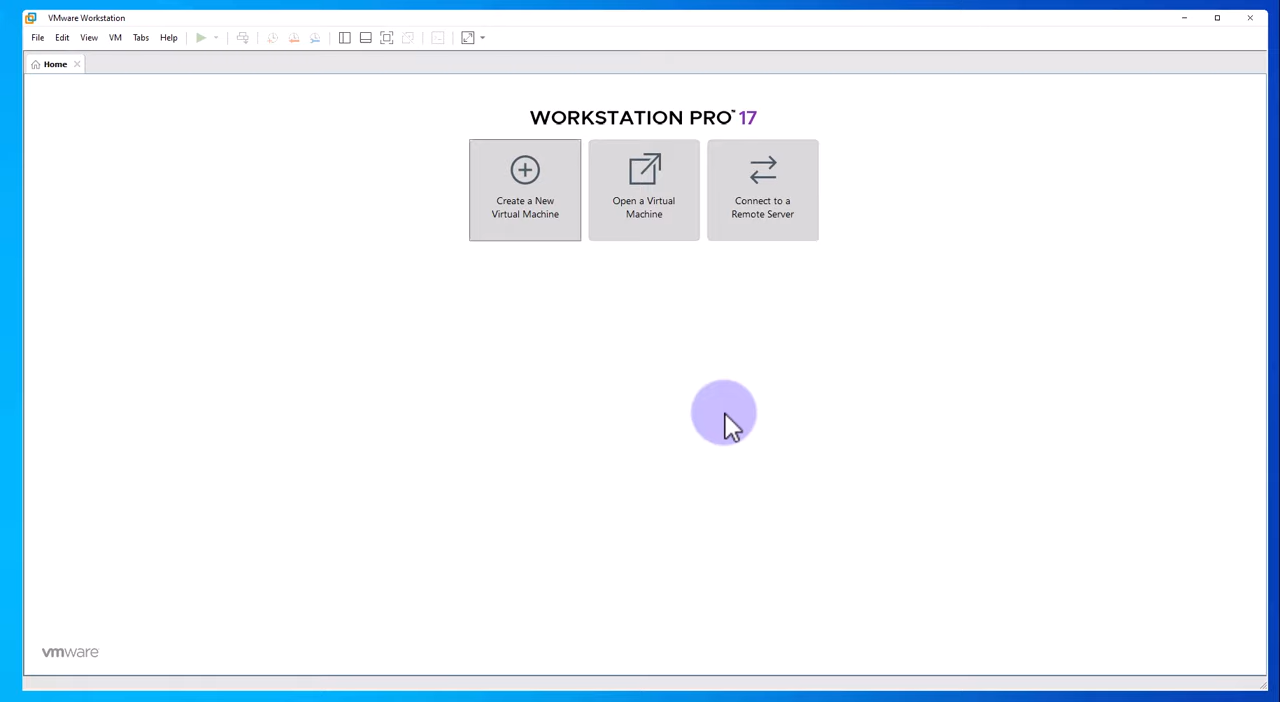 VMware Workstation
File Edit View VM Tabs Help
Home
WORKSTATION PRO™ 17
Create a New
Virtual Machine
Open a Virtual
Machine
Connect to a
Remote Server
vmware